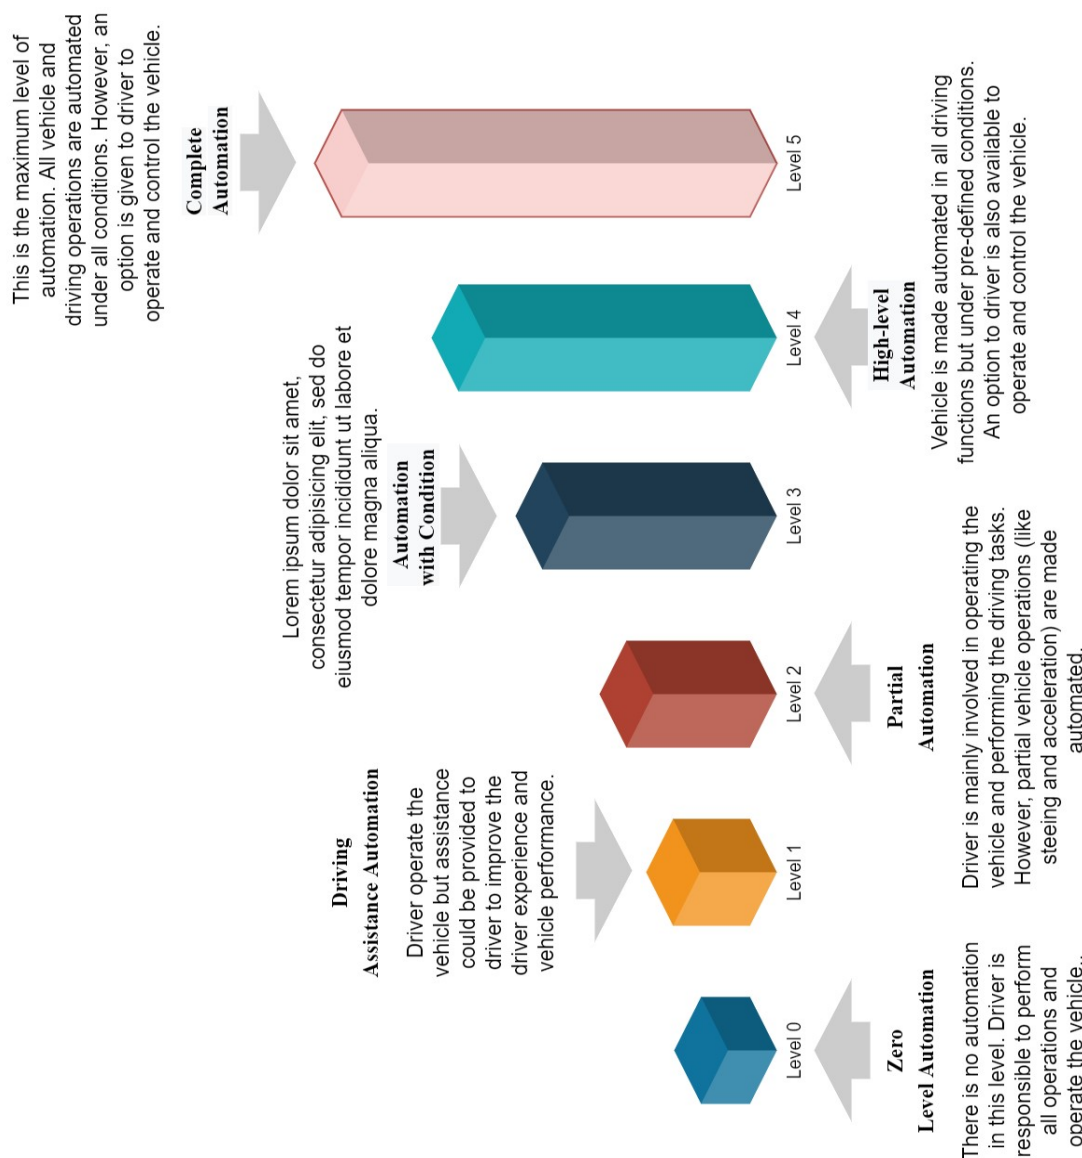 Zero
Level Automation
There is no automation
in this level. Driver is
responsible to perform
all operations and
operate the vehicle..
Level 0
Driving
Assistance Automation
Driver operate the
vehicle but assistance
could be provided to
driver to improve the
driver experience and
vehicle performance.
Level 1
Partial
Automation
Driver is mainly involved in operating the
vehicle and performing the driving tasks.
However, partial vehicle operations (like
steeing and acceleration) are made
automated.
Level 2
Lorem ipsum dolor sit amet,
consectetur adipisicing elit, sed do
eiusmod tempor incididunt ut labore et
dolore magna aliqua.
Automation
with Condition
Level 3
High-level
Automation
Vehicle is made automated in all driving
functions but under pre-defined conditions.
An option to driver is also available to
operate and control the vehicle.
Level 4
This is the maximum level of
automation. All vehicle and
driving operations are automated
under all conditions. However, an
option is given to driver to
operate and control the vehicle.
Complete
Automation
Level 5